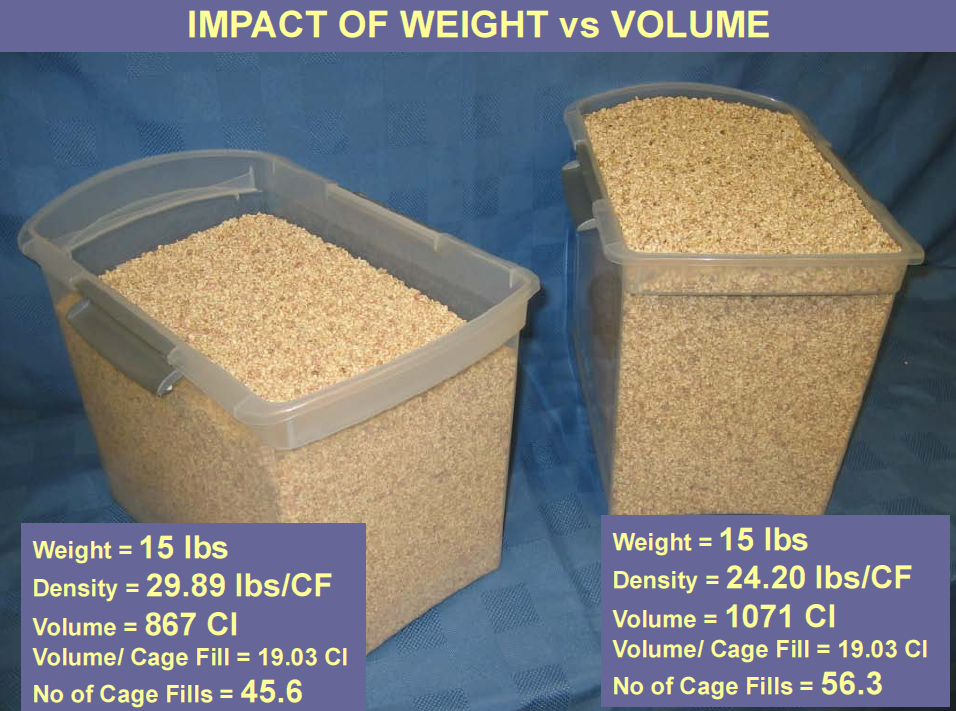 IMPACT OF WEIGHT vs VOLUME
Weight = 15 lbs
Density = 29.89 lbs/CF
Volume = 867 CI
Volume/ Cage Fill = 19.03 CI
No of Cage Fills = 45.6
Weight = 15 lbs
Density = 24.20 lbs/CF
Volume = 1071 CI
Volume/ Cage Fill = 19.03 CI
No of Cage Fills = 56.3